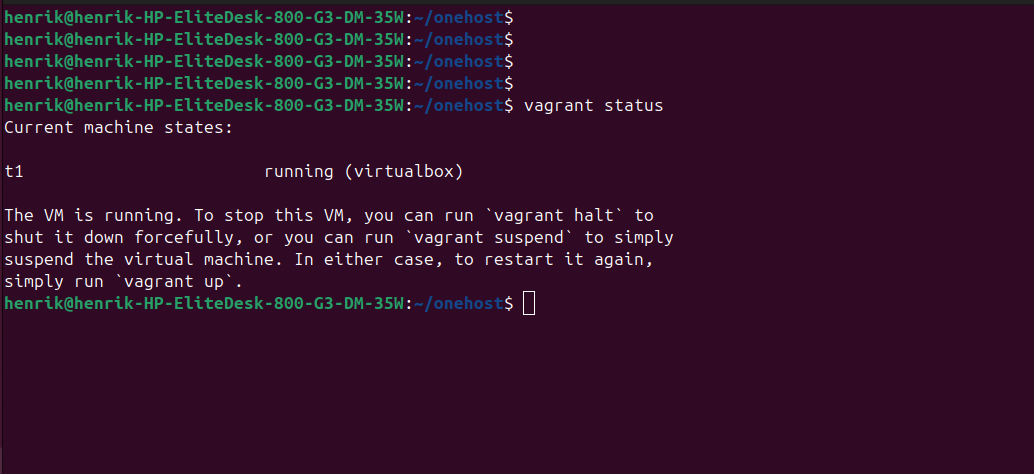 henrik@henrik-HP-EliteDesk-800-G3-DM-35W:~/onehost$
henrik@henrik-HP-EliteDesk-800-G3-DM-35W:~/onehost$
henrik@henrik-HP-EliteDesk-800-G3-DM-35W:~/onehost$
henrik@henrik-HP-EliteDesk-800-G3-DM-35W:~/onehost$
henrik@henrik-HP-EliteDesk-800-G3-DM-35W:~/onehost$ vagrant status
Current machine states:
t1                        running (virtualbox)
The VM is running. To stop this VM, you can run `vagrant halt` to
shut it down forcefully, or you can run `vagrant suspend` to simply
suspend the virtual machine. In either case, to restart it again,
simply run `vagrant up`.
henrik@henrik-HP-EliteDesk-800-G3-DM-35W:~/onehost$